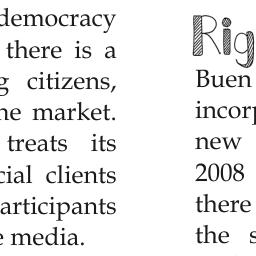 democracy
there is a
g citizens,
he market.
treats its
cial clients
articipants
e media.
Rig
Buen
incorp
new
2008
there
the s